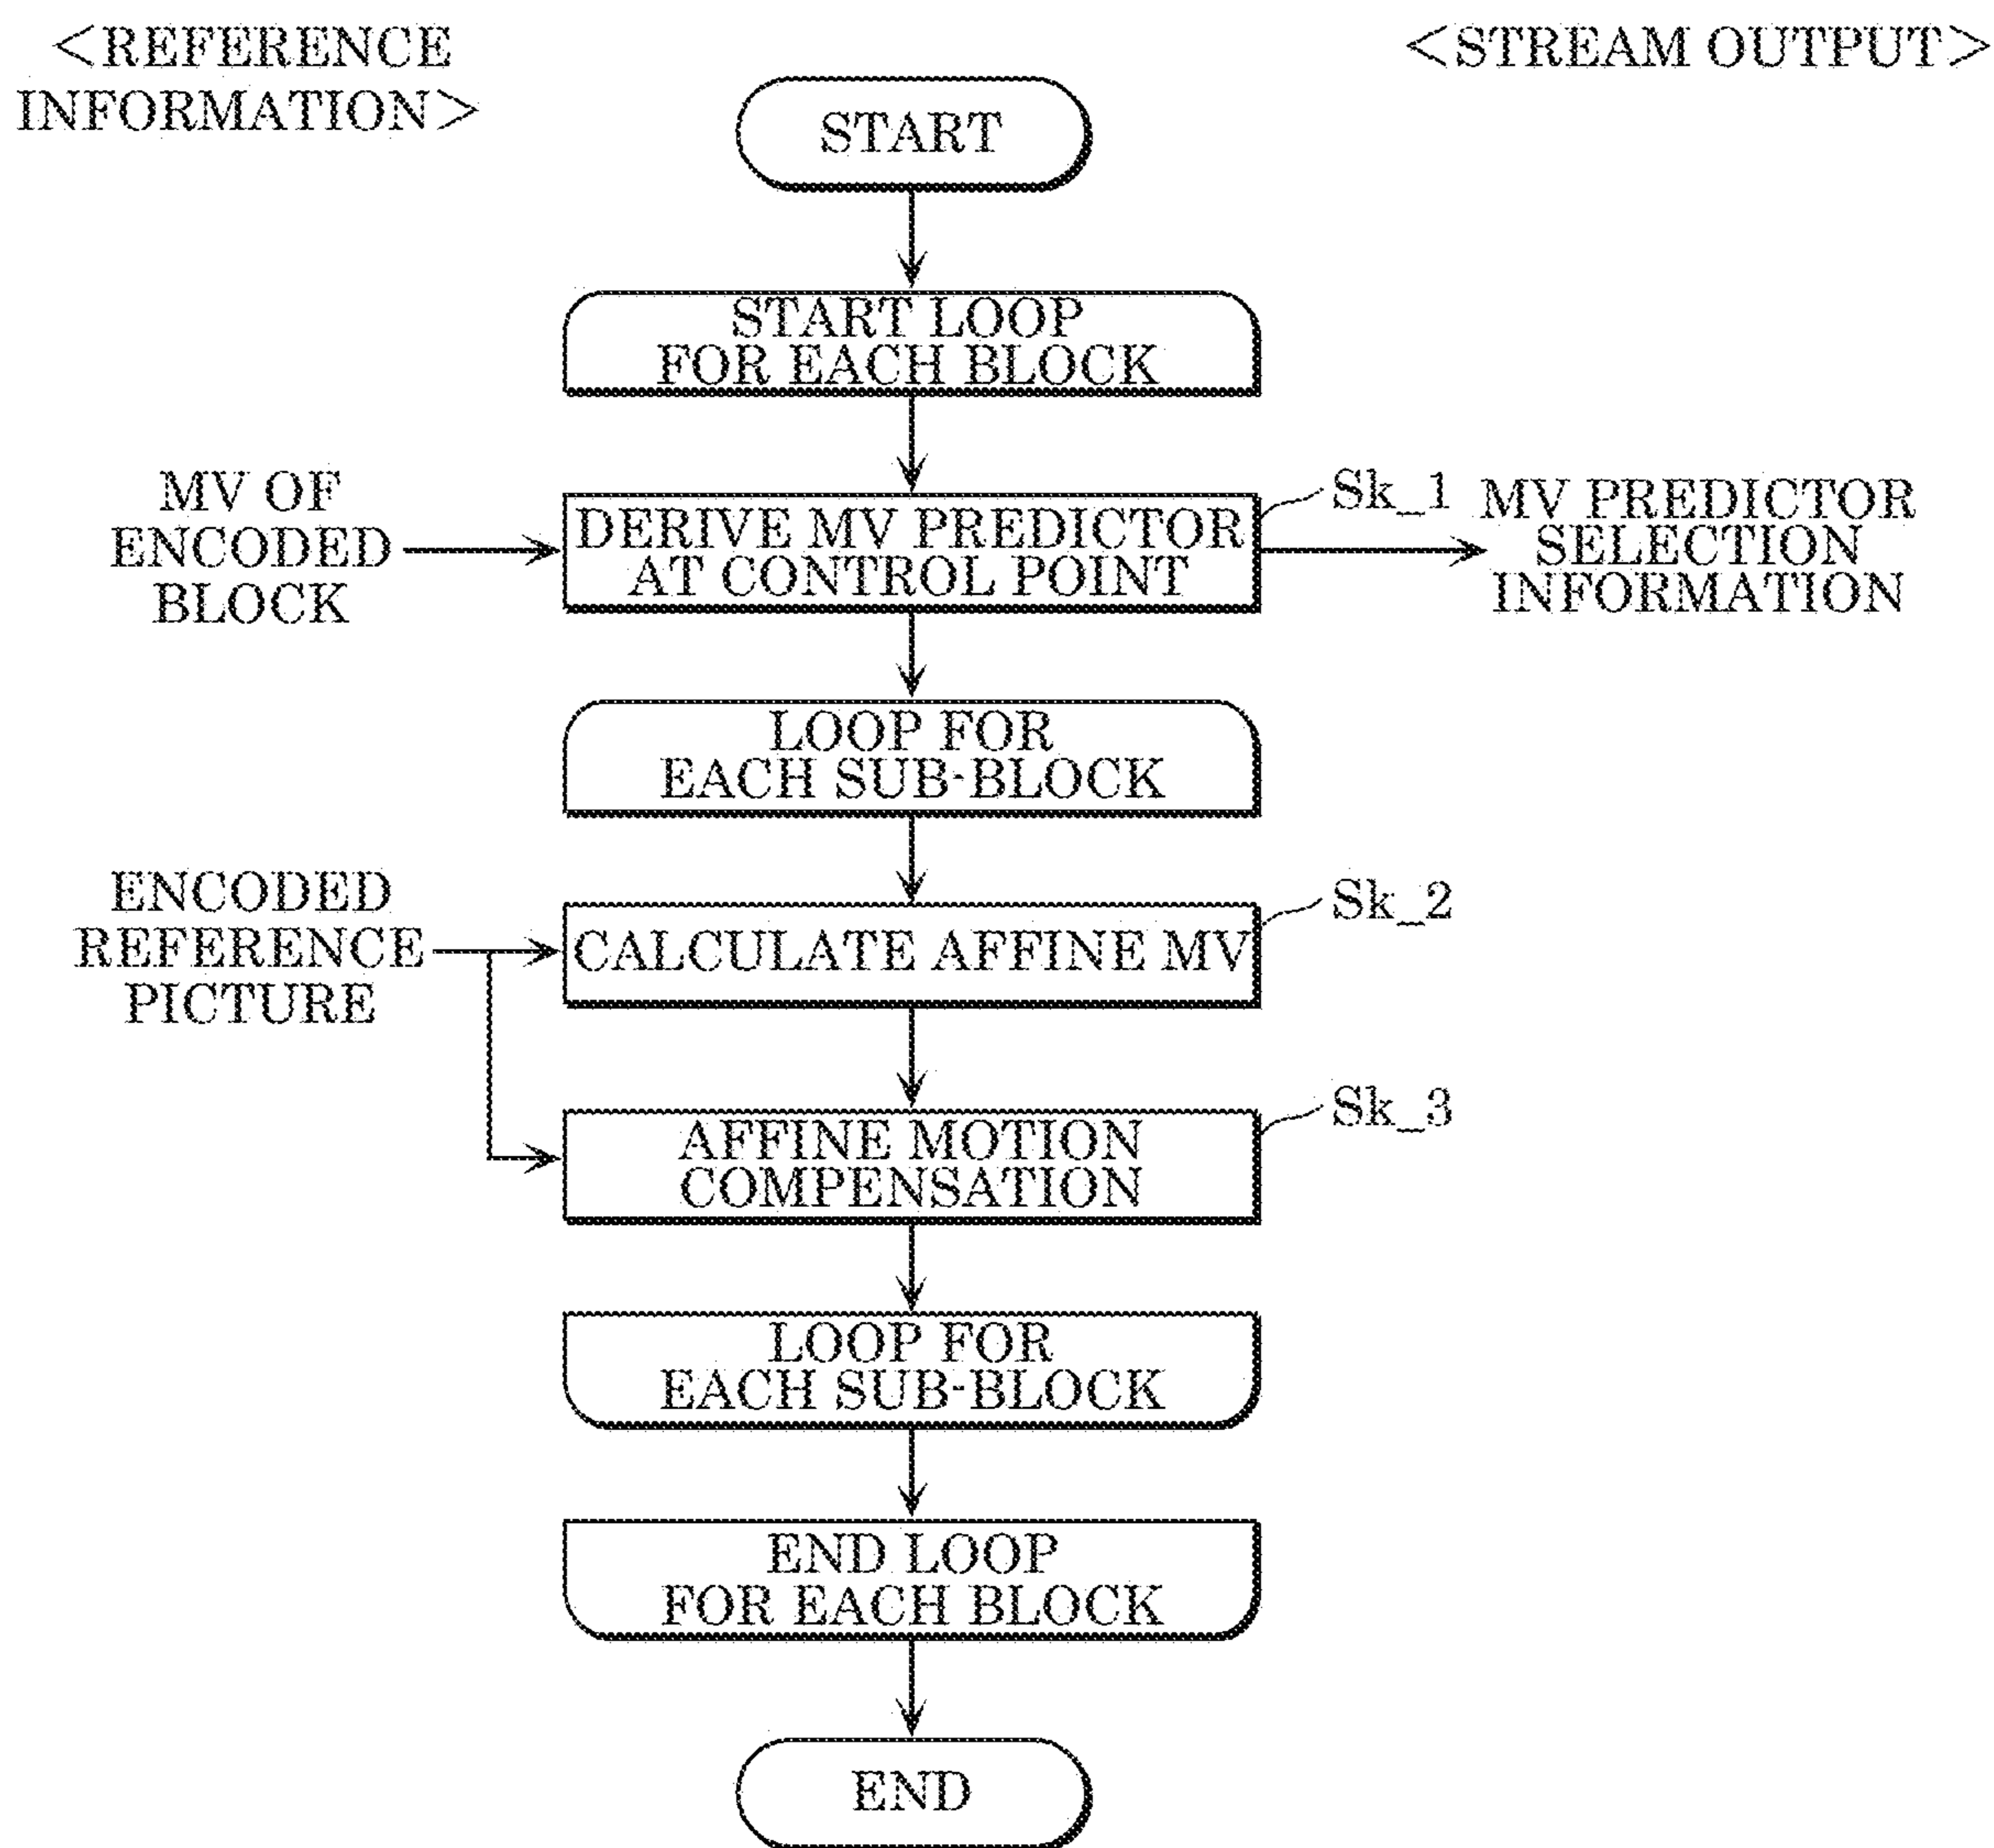 <REFERENCE
INFORMATION>
<STREAM OUTPUT>
START
START LOOP
FOR EACH BLOCK
MV OF
ENCODED
BLOCK
DERIVE MV PREDICTOR
AT CONTROL POINT
Sk_1
MV PREDICTOR
SELECTION
INFORMATION
LOOP FOR
EACH SUB-BLOCK
ENCODED
REFERENCE
PICTURE
CALCULATE AFFINE MV
Sk_2
AFFINE MOTION
COMPENSATION
Sk_3
LOOP FOR
EACH SUB-BLOCK
END LOOP
FOR EACH BLOCK
END